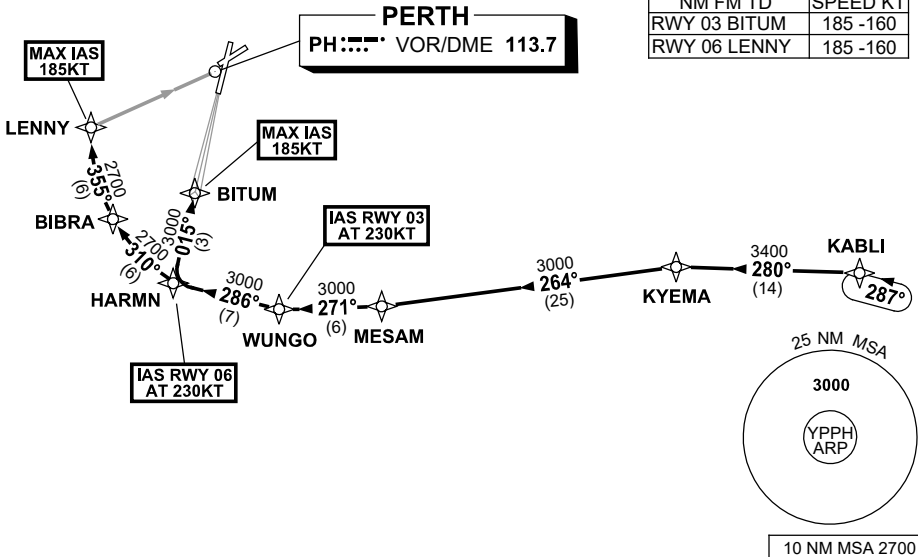 NM FM TD SPEED KT
RWY 03 BITUM 185 -160
RWY 06 LENNY 185 -160
PERTH
PH VOR/DME 113.7
MAX IAS
185KT
LENNY
MAX IAS
185KT
BITUM
2700
355°
(6)
BIBRA
2700
310°
(6)
3000
015°
(3)
HARMN
IAS RWY 03
AT 230KT
3000
286°
(7)
WUNGO
3000
271°
(6)
MESAM
3000
264°
(25)
KYEMA
3400
280°
(14)
KABLI
287°
IAS RWY 06
AT 230KT
25 NM MSA
3000
YPPH
ARP
10 NM MSA 2700